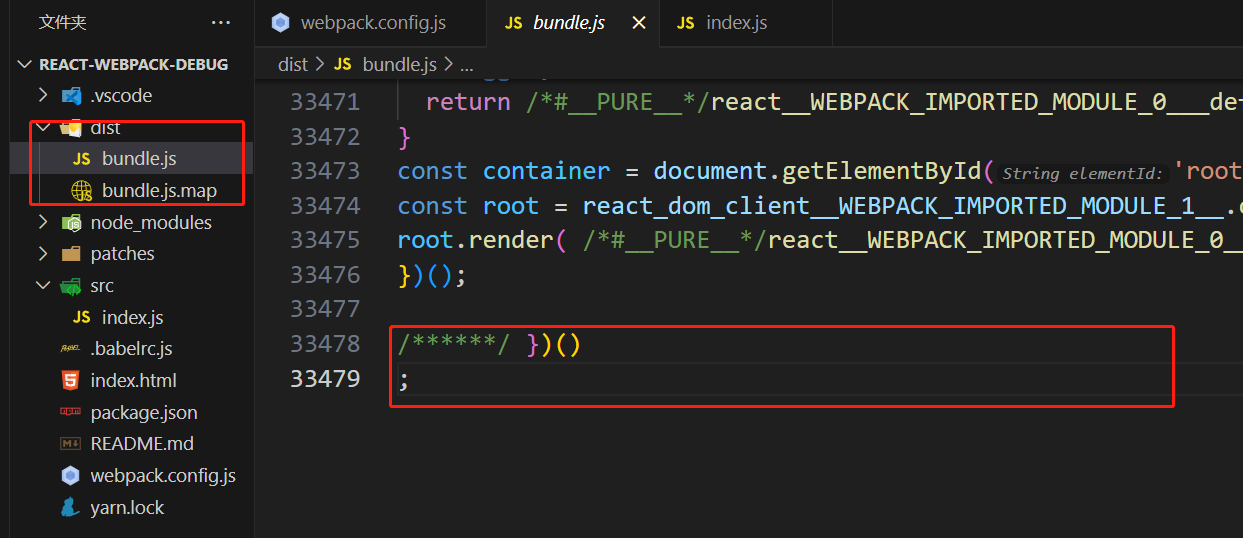 文件夹 ···
REACT-WEBPACK-DEBUG
.vscode
dist
JS bundle.js
bundle.js.map
node_modules
patches
src
JS index.js
.babelrc.js
index.html
package.json
README.md
webpack.config.js
yarn.lock
webpack.config.js JS bundle.js × JS index.js
dist > JS bundle.js > ...
33471 return /*#__PURE__*/react__WEBPACK_IMPORTED_MODULE_0___de
33472 }
33473 const container = document.getElementById(String elementId: 'root
33474 const root = react_dom_client__WEBPACK_IMPORTED_MODULE_1__.
33475 root.render( /*#__PURE__*/react__WEBPACK_IMPORTED_MODULE_0__
33476 })();
33477
33478 /******/ })()
33479 ;